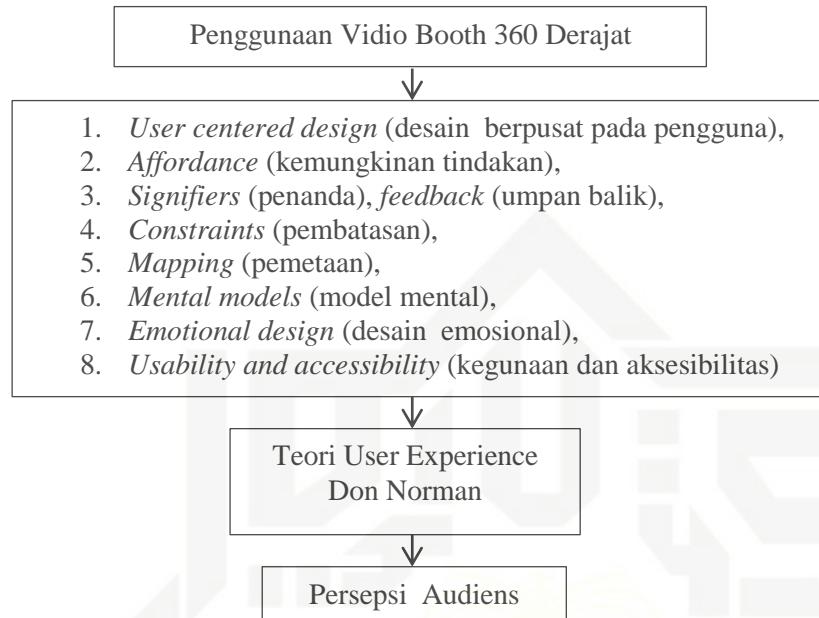 Penggunaan Vidio Booth 360 Derajat
1. User centered design (desain berpusat pada pengguna),
2. Affordance (kemungkinan tindakan),
3. Signifiers (penanda), feedback (umpan balik),
4. Constraints (pembatasan),
5. Mapping (pemetaan),
6. Mental models (model mental),
7. Emotional design (desain emosional),
8. Usability and accessibility (kegunaan dan aksesibilitas)
Teori User Experience
Don Norman
Persepsi Audiens